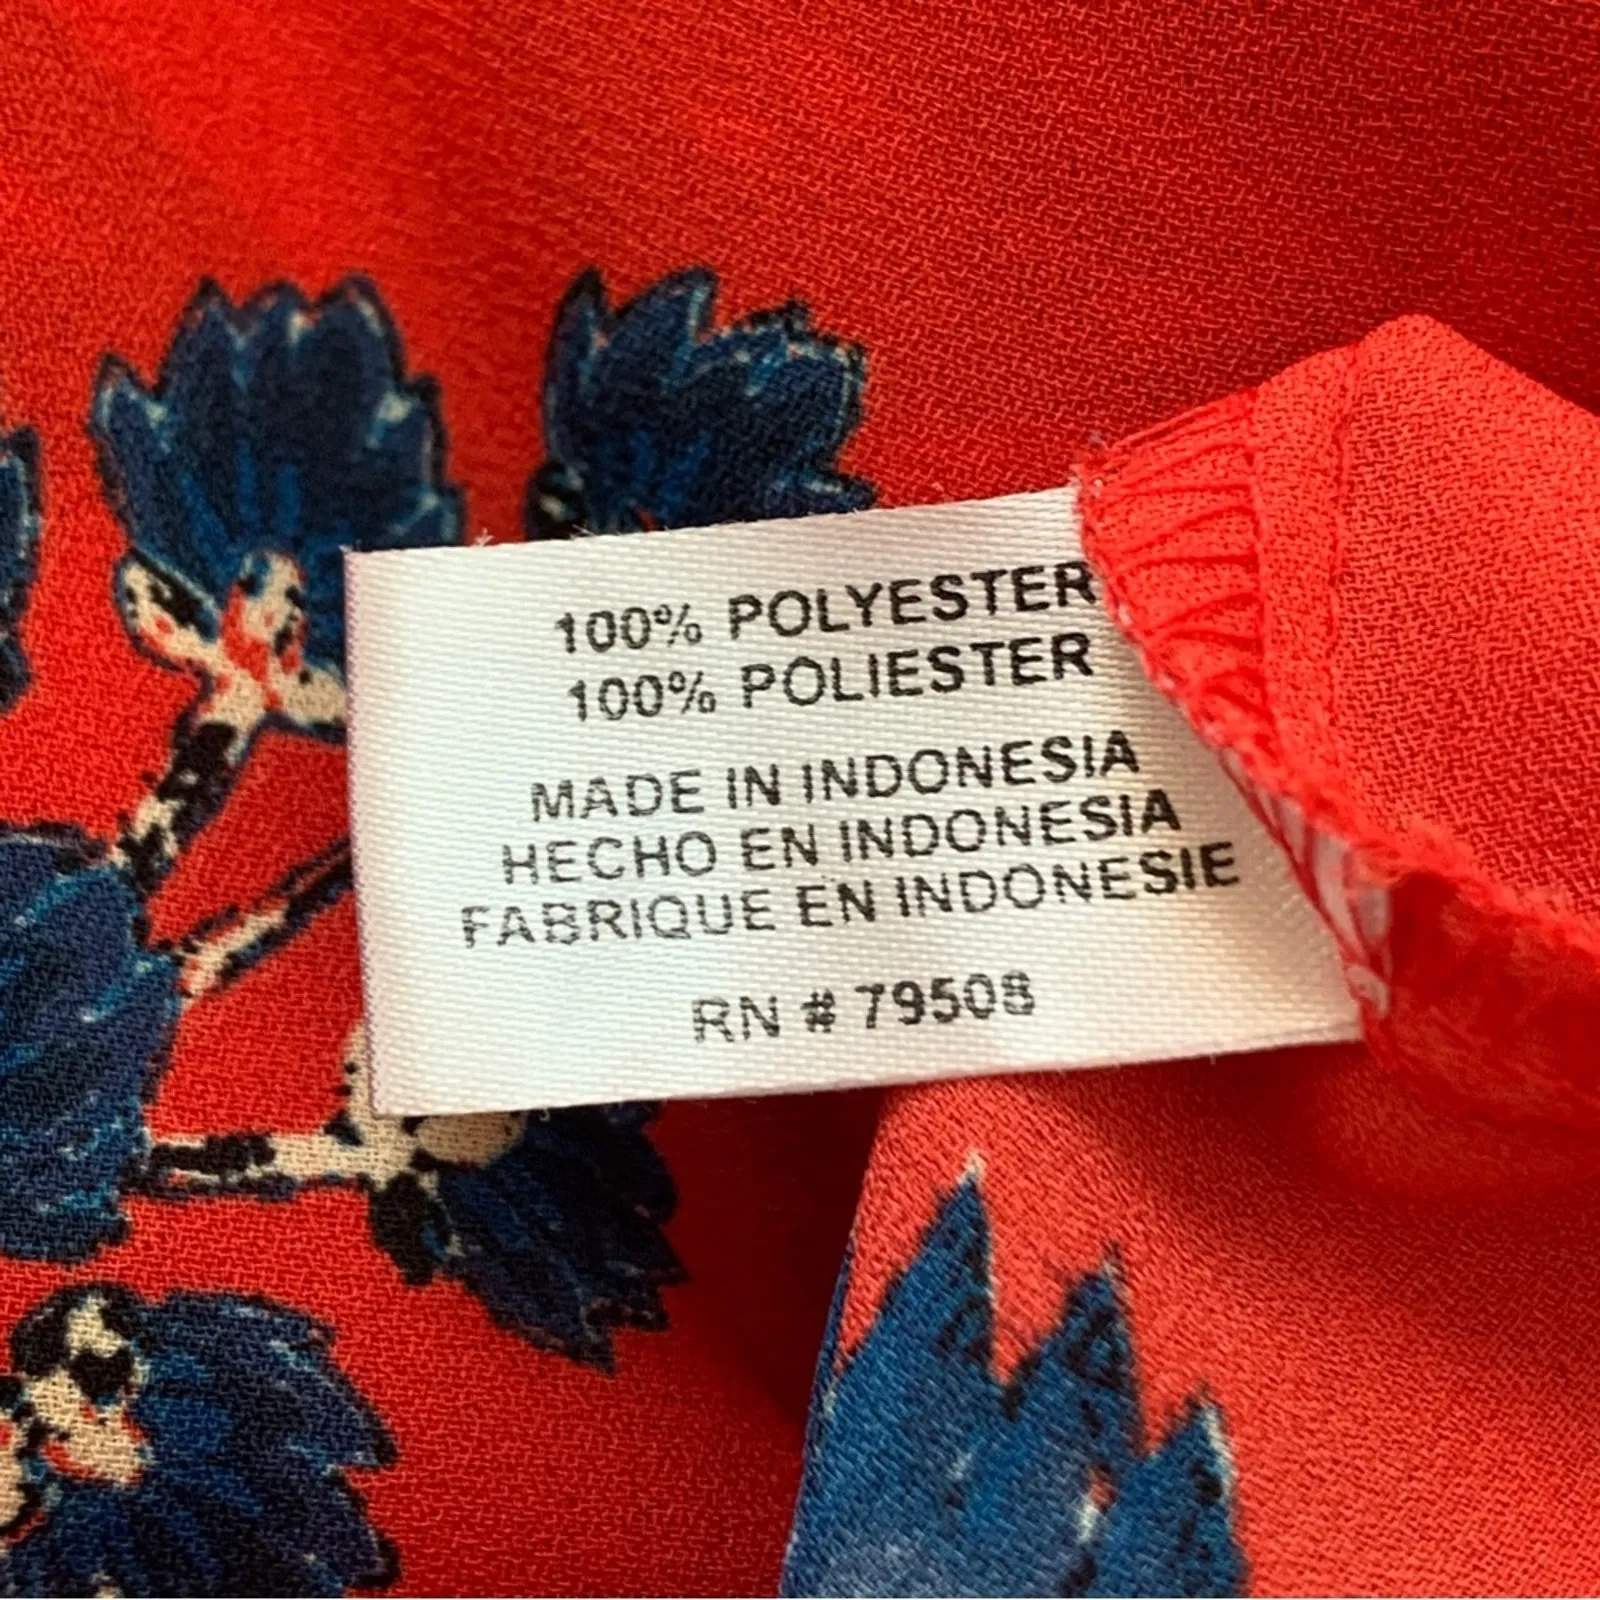 100% POLYESTER
100% POLIESTER
MADE IN INDONESIA
HECHO EN INDONESIA
FABRIQUE EN INDONESIE
RN # 79508